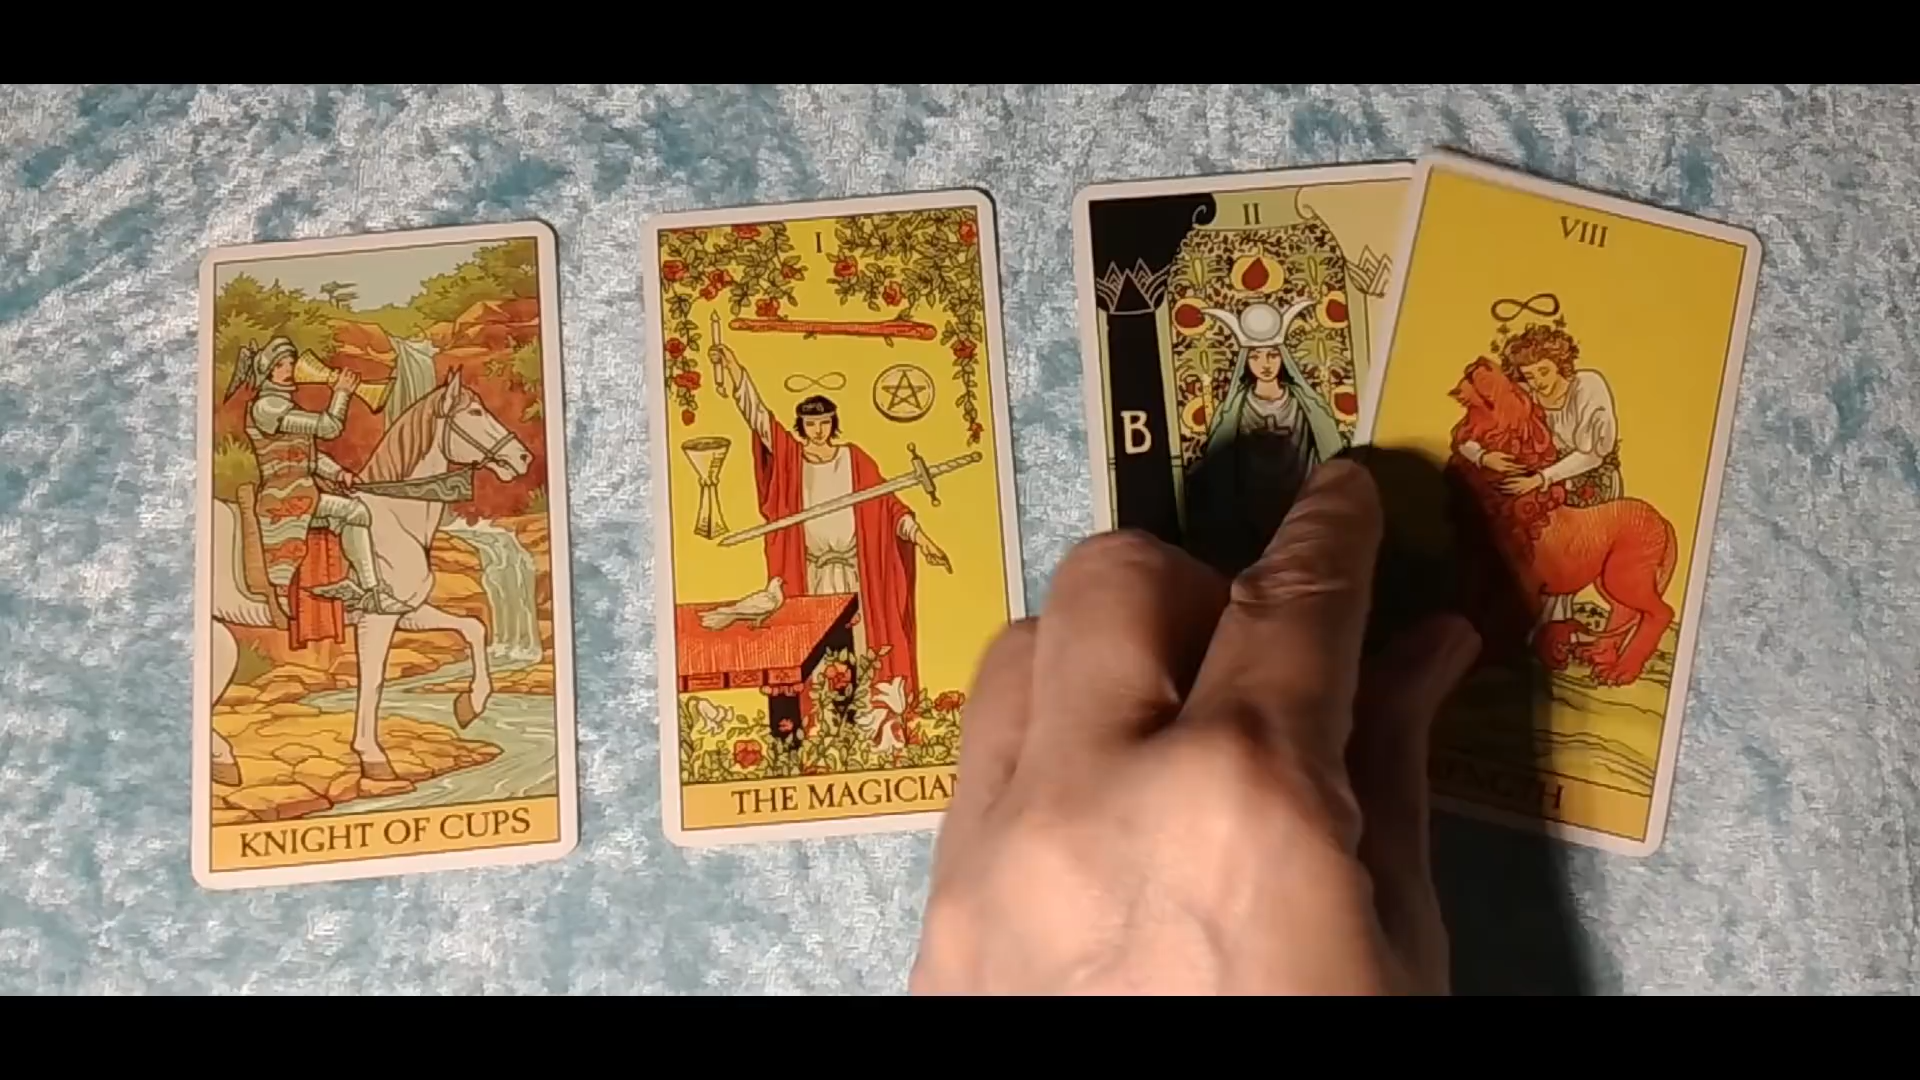 KNIGHT OF CUPS
I
THE MAGICIAN
II
B
VIII